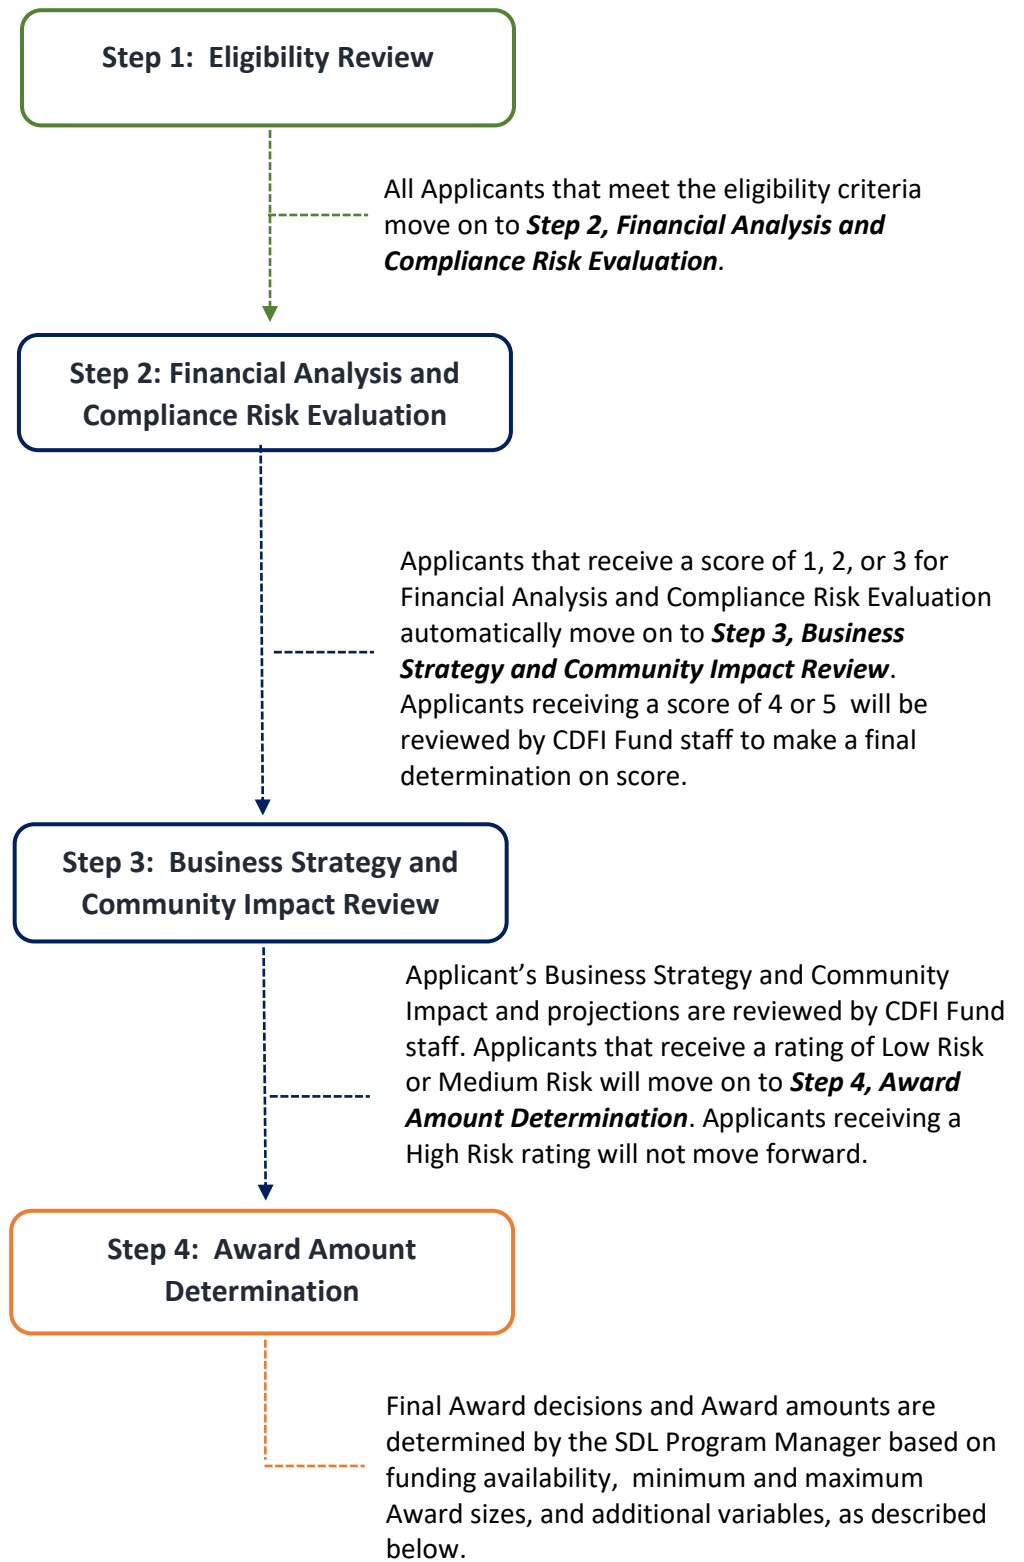 Step 1:  Eligibility Review
All Applicants that meet the eligibility criteria
move on to Step 2, Financial Analysis and
Compliance Risk Evaluation.
Step 2: Financial Analysis and
Compliance Risk Evaluation
Applicants that receive a score of 1, 2, or 3 for
Financial Analysis and Compliance Risk Evaluation
automatically move on to Step 3, Business
Strategy and Community Impact Review.
Applicants receiving a score of 4 or 5  will be
reviewed by CDFI Fund staff to make a final
determination on score.
Step 3:  Business Strategy and
Community Impact Review
Applicant’s Business Strategy and Community
Impact and projections are reviewed by CDFI Fund
staff. Applicants that receive a rating of Low Risk
or Medium Risk will move on to Step 4, Award
Amount Determination. Applicants receiving a
High Risk rating will not move forward.
Step 4:  Award Amount
Determination
Final Award decisions and Award amounts are
determined by the SDL Program Manager based on
funding availability,  minimum and maximum
Award sizes, and additional variables, as described
below.